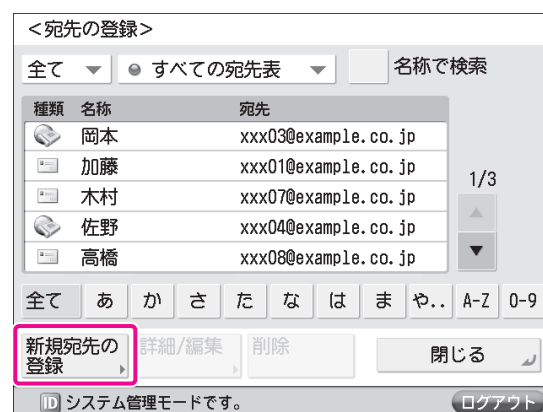 <宛先の登録>
全て すべての宛先表 名称で検索
種類 名称 宛先
岡本 xxx03@example.co.jp
加藤 xxx01@example.co.jp
木村 xxx07@example.co.jp
佐野 xxx04@example.co.jp
高橋 xxx08@example.co.jp
1/3
全て あ か さ た な は ま や.. A-Z 0-9
新規宛先の
登録
詳細/編集 削除 閉じる
ID システム管理モードです。 ログアウト